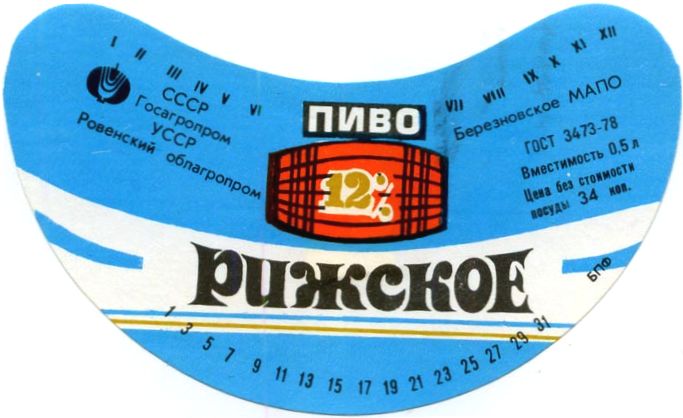 I II III IV V VI VII VIII IX X XI XII
СССР
Госагропром
УССР
Ровенский облагропром
ПИВО
12%
Березновское МАПО
ГОСТ 3473-78
Вместимость 0,5 л
Цена без стоимости
посуды 34 коп.
РИЖСКОЕ
БПФ
1 3 5 7 9 11 13 15 17 19 21 23 25 27 29 31